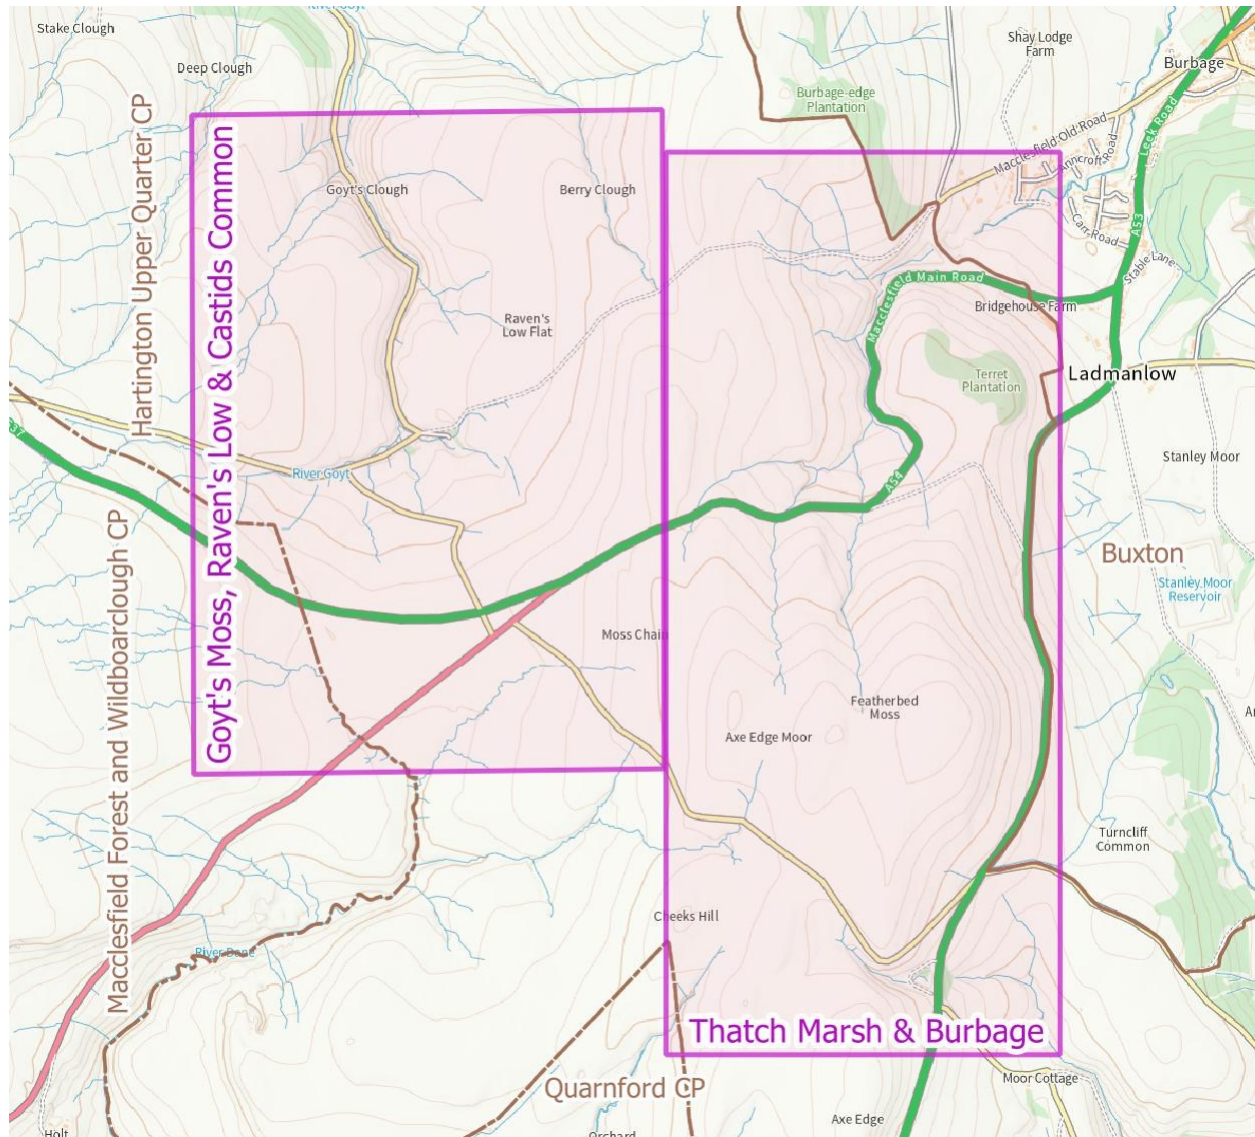 River Goyt
Stake Clough
Deep Clough
Shay Lodge
Farm
Burbage
Burbage-edge
Plantation
Macclesfield Old Road
Anncroft Road
Leek Road
Carr Road
A53
Stable Lane
Hartington Upper Quarter CP
Goyt's Moss, Raven's Low & Castids Common
Goyt's Clough
Berry Clough
Raven's
Low Flat
Macclesfield Main Road
Bridgehouse Farm
Ladmanlow
Terret
Plantation
Stanley Moor
River Goyt
A54
Buxton
Stanley Moor
Reservoir
Macclesfield Forest and Wildboarclough CP
Moss Chain
Featherbed
Moss
Axe Edge Moor
Turncliff
Common
Cheeks Hill
River Dane
Thatch Marsh & Burbage
Quarnford CP
Moor Cottage
Axe Edge
Holt
Orchard